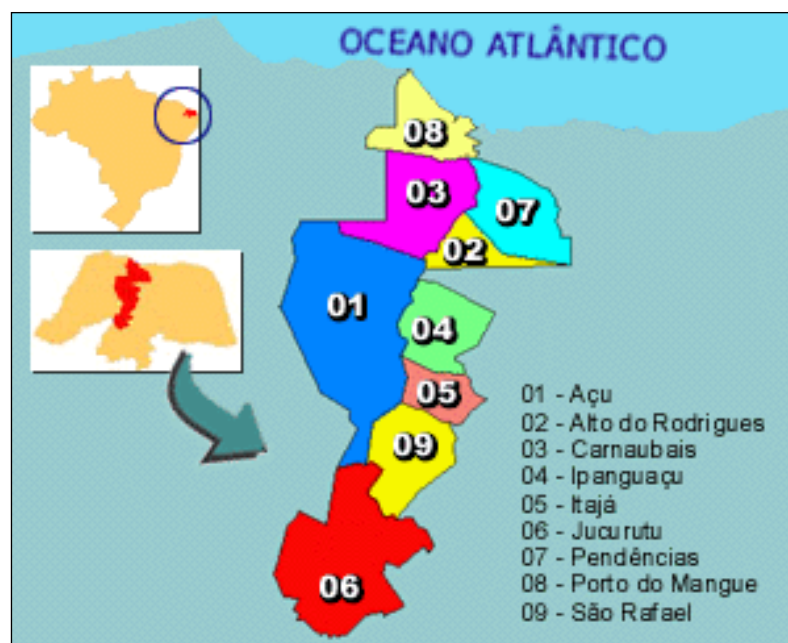 OCEANO ATLÂNTICO
08
03
07
02
01
04
05
09
06
01 - Açu
02 - Alto do Rodrigues
03 - Carnaubais
04 - Ipanguaçu
05 - Itajá
06 - Jucurutu
07 - Pendências
08 - Porto do Mangue
09 - São Rafael